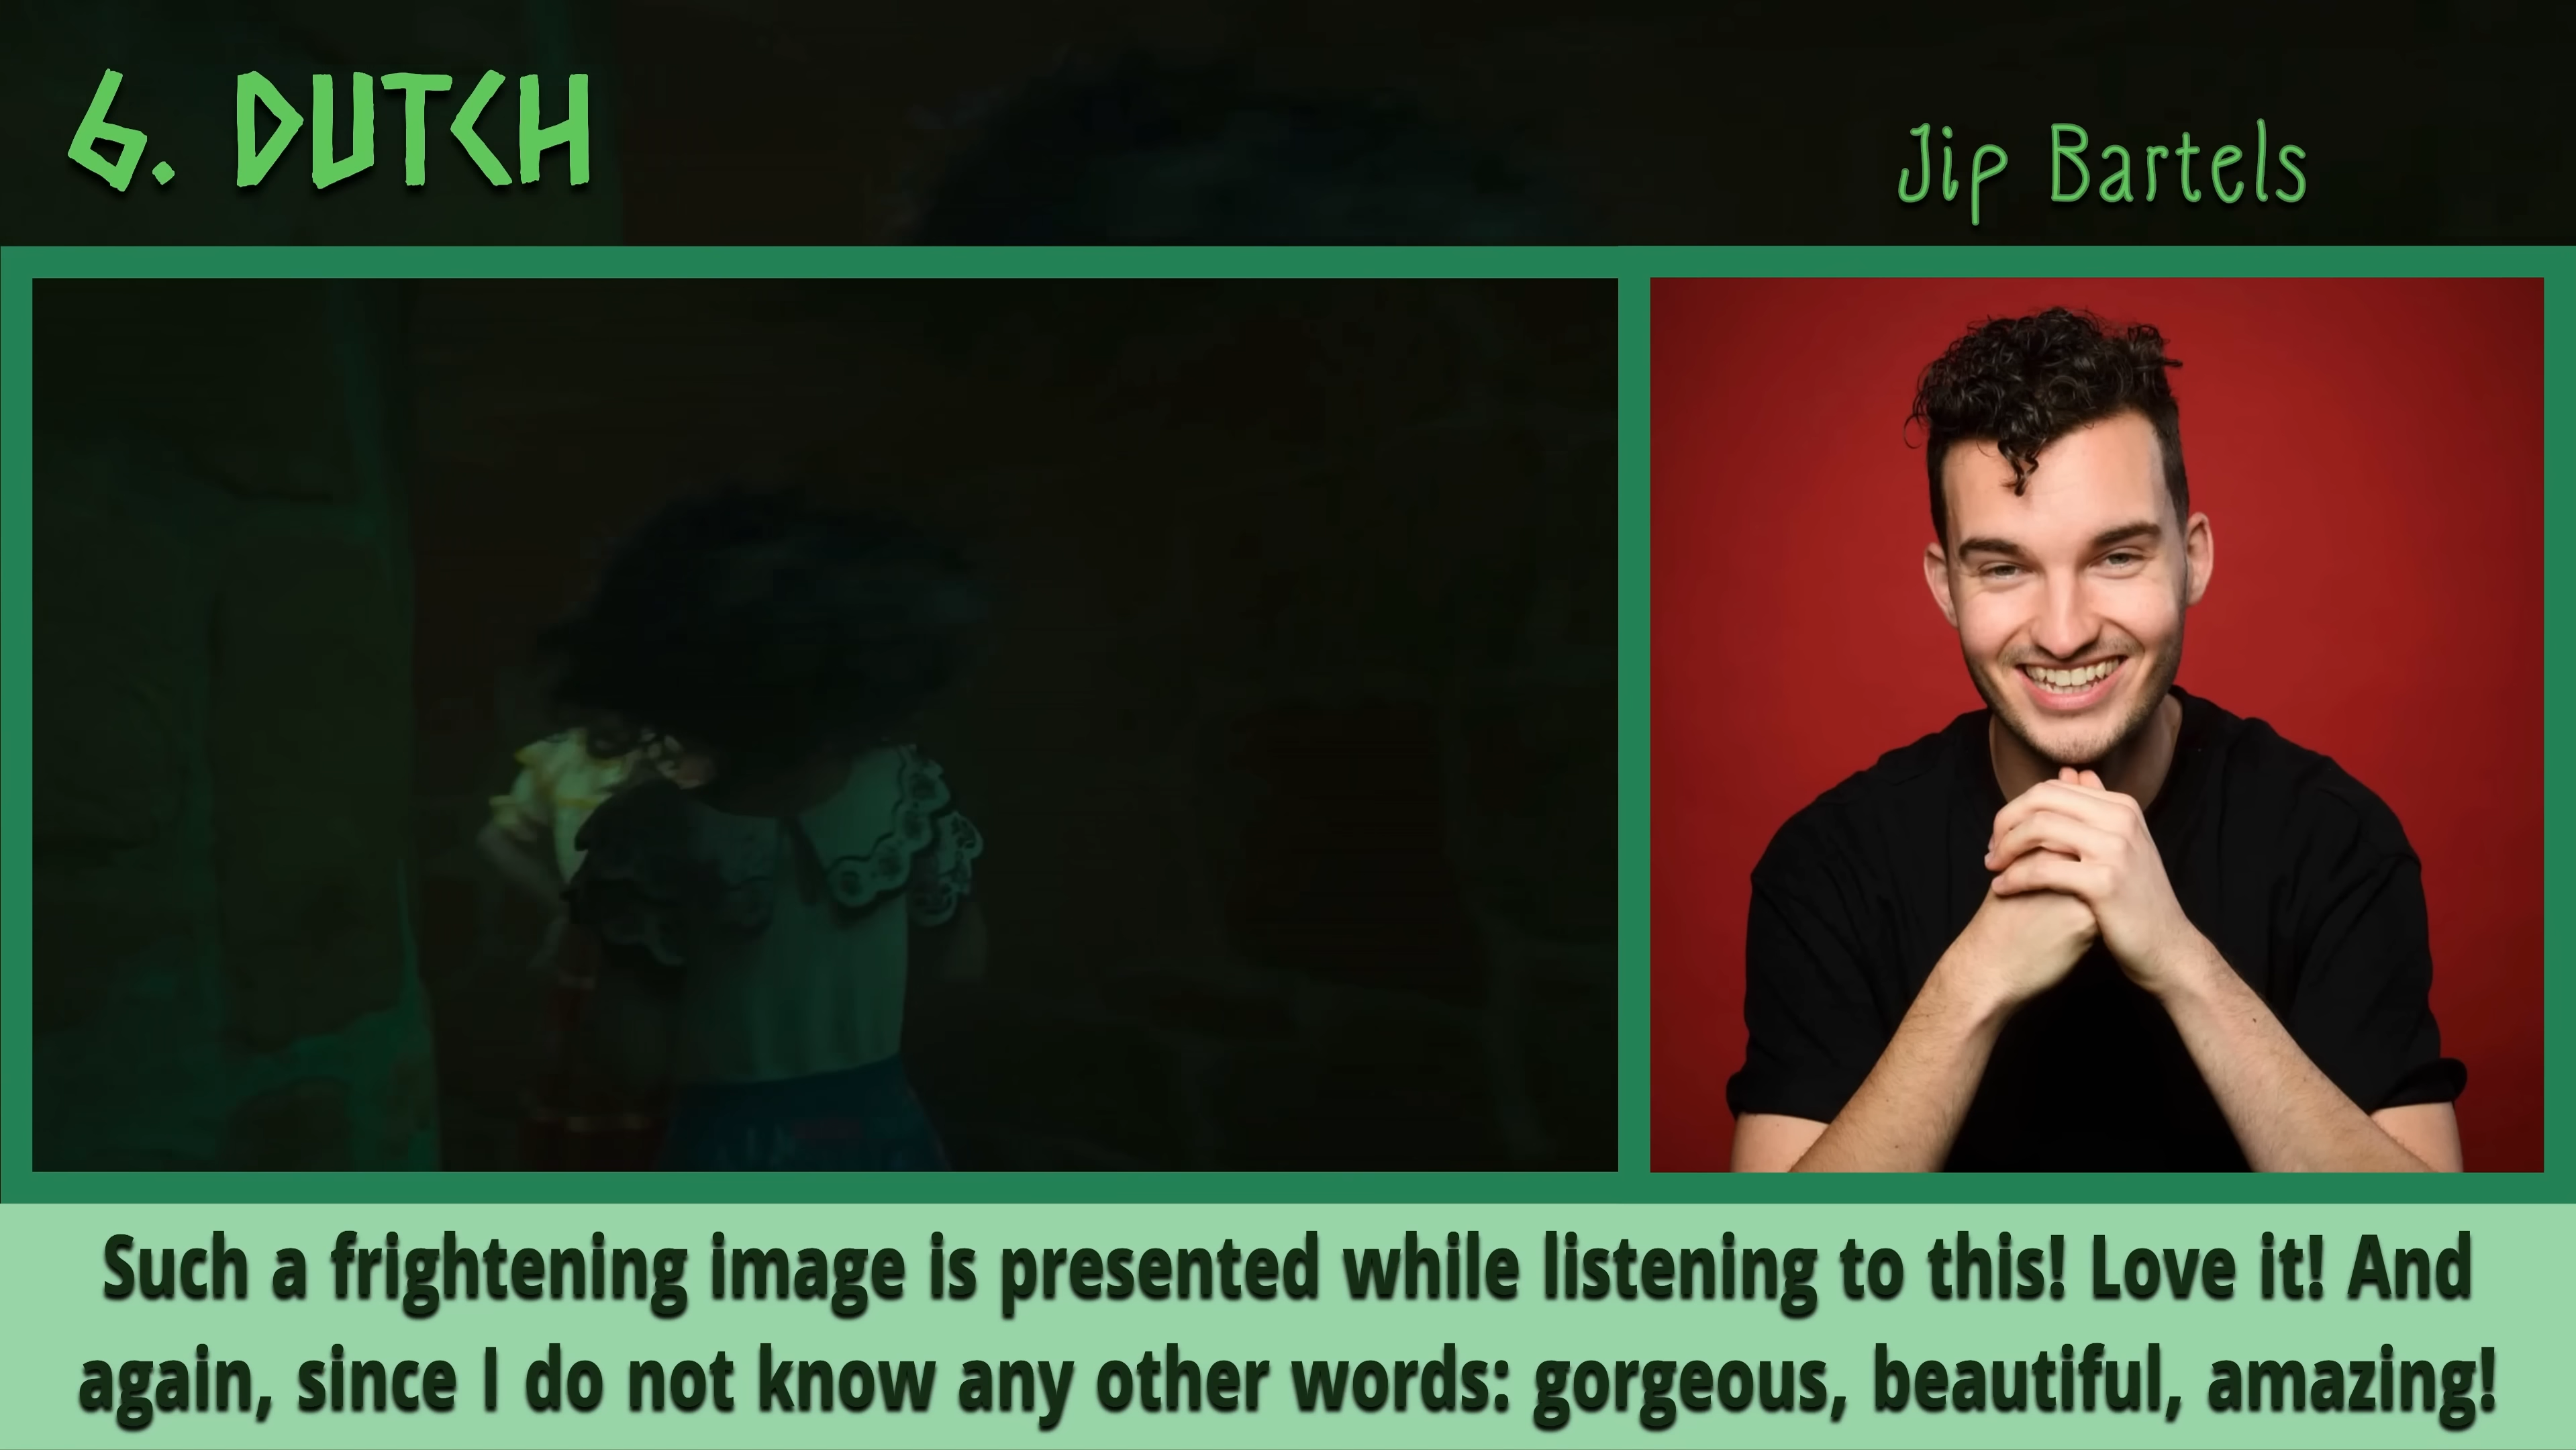 6. DUTCH
Jip Bartels
Such a frightening image is presented while listening to this! Love it! And
again, since I do not know any other words: gorgeous, beautiful, amazing!